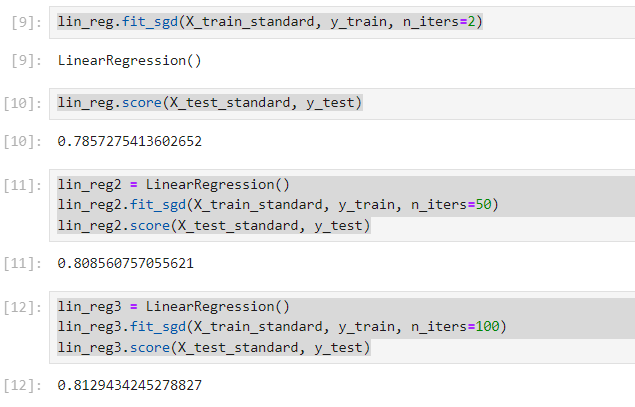 [9]: lin_reg.fit_sgd(X_train_standard, y_train, n_iters=2)
[9]: LinearRegression()
[10]: lin_reg.score(X_test_standard, y_test)
[10]: 0.7857275413602652
[11]: lin_reg2 = LinearRegression()
lin_reg2.fit_sgd(X_train_standard, y_train, n_iters=50)
lin_reg2.score(X_test_standard, y_test)
[11]: 0.808560757055621
[12]: lin_reg3 = LinearRegression()
lin_reg3.fit_sgd(X_train_standard, y_train, n_iters=100)
lin_reg3.score(X_test_standard, y_test)
[12]: 0.8129434245278827